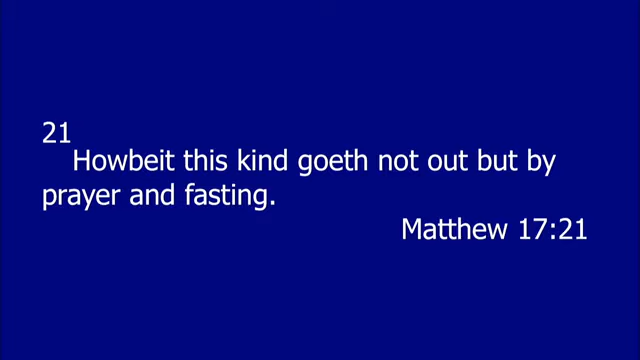 21
Howbeit this kind goeth not out but by
prayer and fasting.
Matthew 17:21